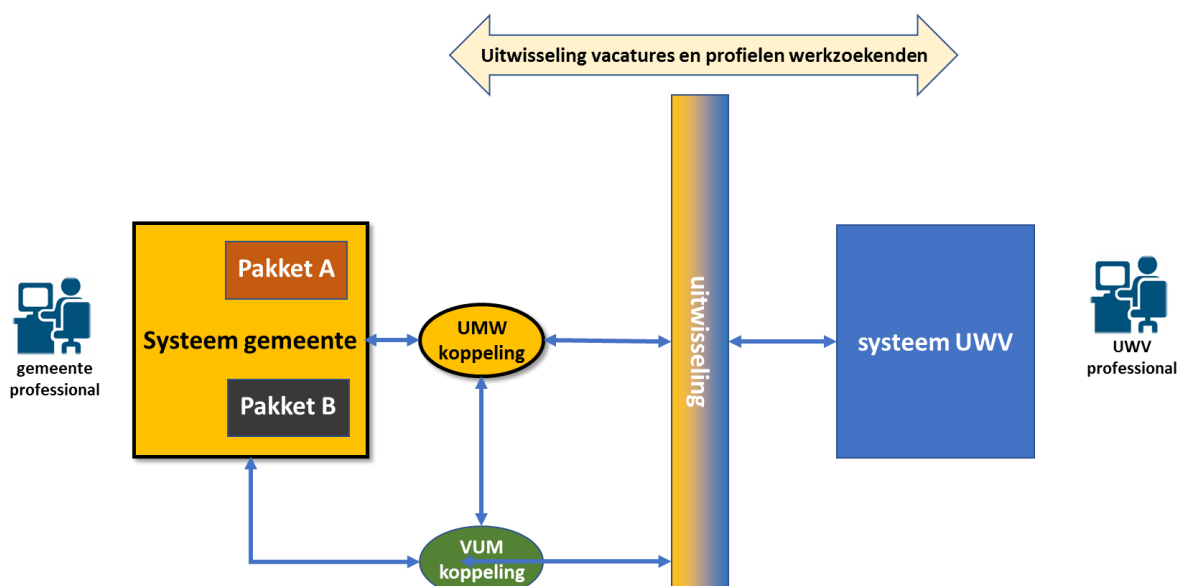 Uitwisseling vacatures en profielen werkzoekenden
Pakket A
Systeem gemeente
Pakket B
gemeente
professional
UMW
koppeling
VUM
koppeling
uitwisseling
systeem UWV
UWV
professional